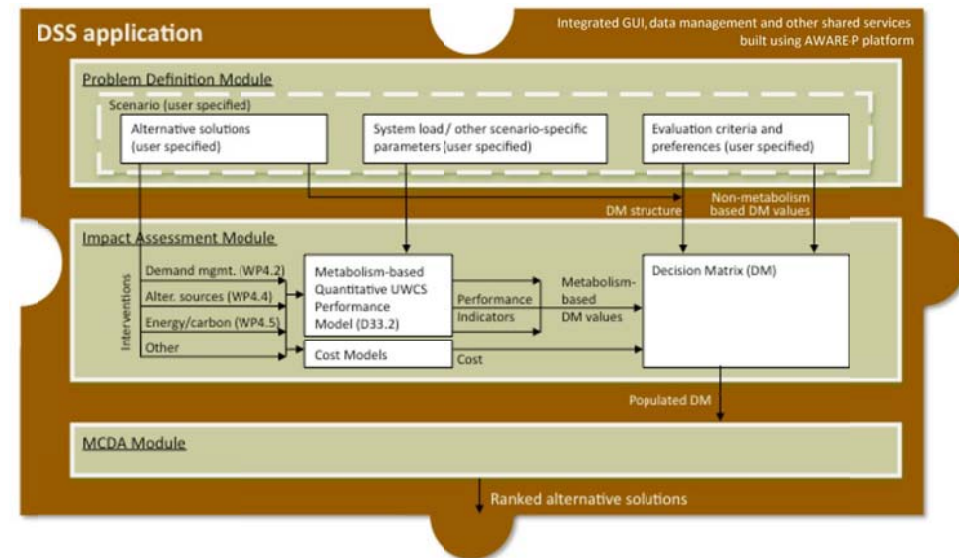 DSS application
Integrated GUI, data management and other shared services
built using AWARE-P platform
Problem Definition Module
Scenario (user specified)
Alternative solutions
(user specified)
System load/ other scenario-specific
parameters (user specified)
Evaluation criteria and
preferences (user specified)
DM structure
Non-metabolism
based DM values
Impact Assessment Module
Interventions
Demand mgmt. (WP4.2)
Alter. sources (WP4.4)
Energy/carbon (WP4.5)
Other
Metabolism-based
Quantitative UWCS
Performance
Model (D33.2)
Cost Models
Performance
Indicators
Cost
Metabolism-
based
DM values
Decision Matrix (DM)
Populated DM
MCDA Module
Ranked alternative solutions